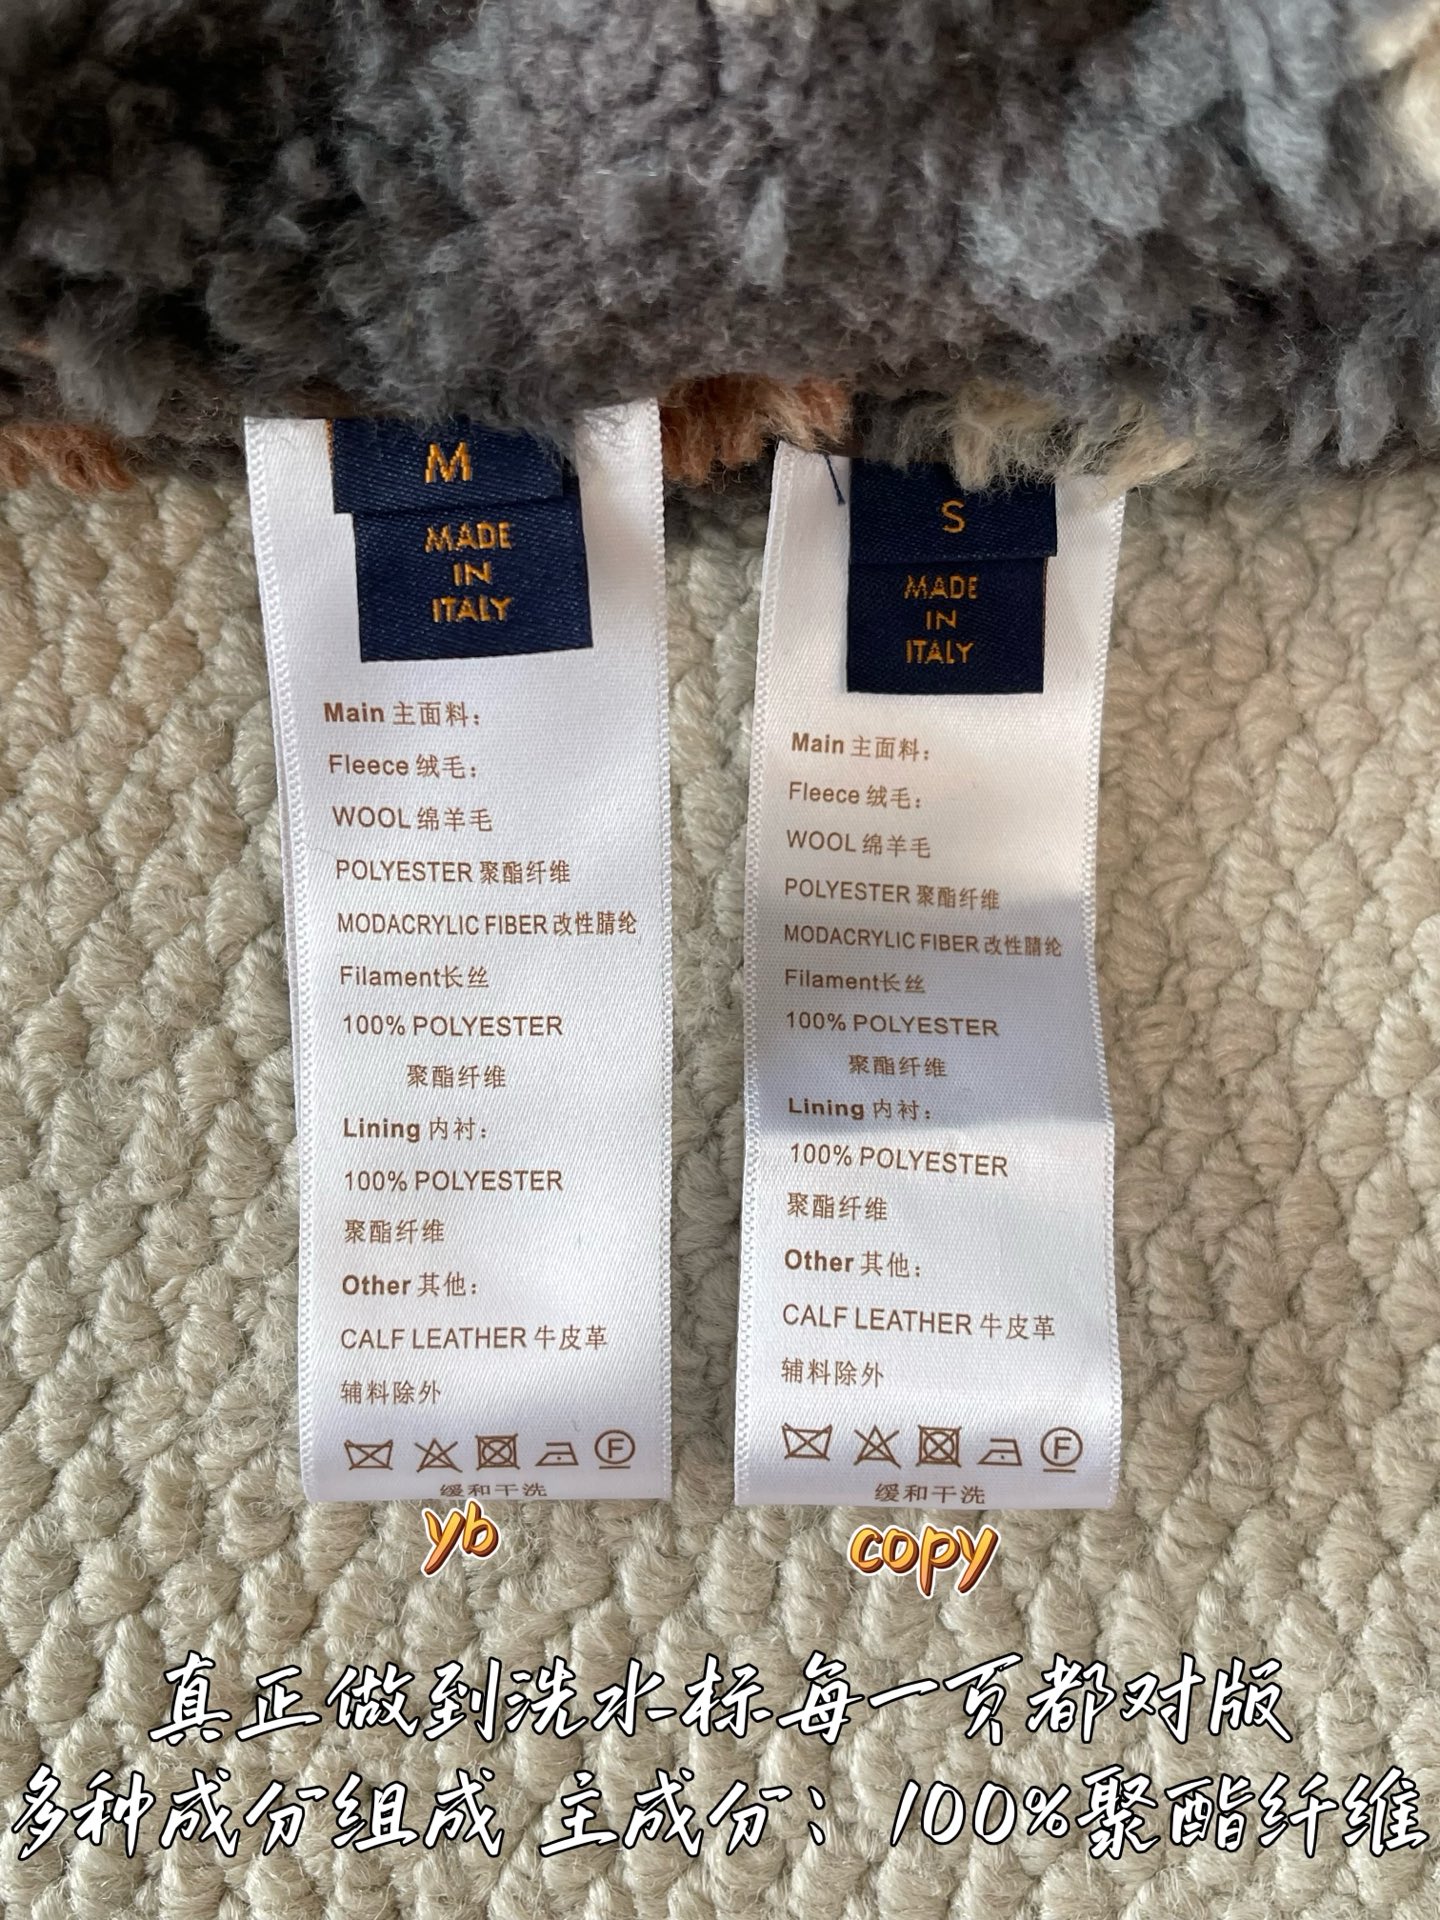 M
MADE
IN
ITALY
Main 主面料：
Fleece 绒毛：
WOOL 绵羊毛
POLYESTER 聚酯纤维
MODACRYLIC FIBER 改性腈纶
Filament长丝
100% POLYESTER
聚酯纤维
Lining 内衬：
100% POLYESTER
聚酯纤维
Other 其他：
CALF LEATHER 牛皮革
辅料除外
F
缓和干洗
yb
S
MADE
IN
ITALY
Main 主面料：
Fleece 绒毛：
WOOL 绵羊毛
POLYESTER 聚酯纤维
MODACRYLIC FIBER 改性腈纶
Filament长丝
100% POLYESTER
聚酯纤维
Lining 内衬：
100% POLYESTER
聚酯纤维
Other 其他：
CALF LEATHER 牛皮革
辅料除外
F
缓和干洗
copy
真正做到洗水标每一页都对版
多种成分组成 主成分：100%聚酯纤维